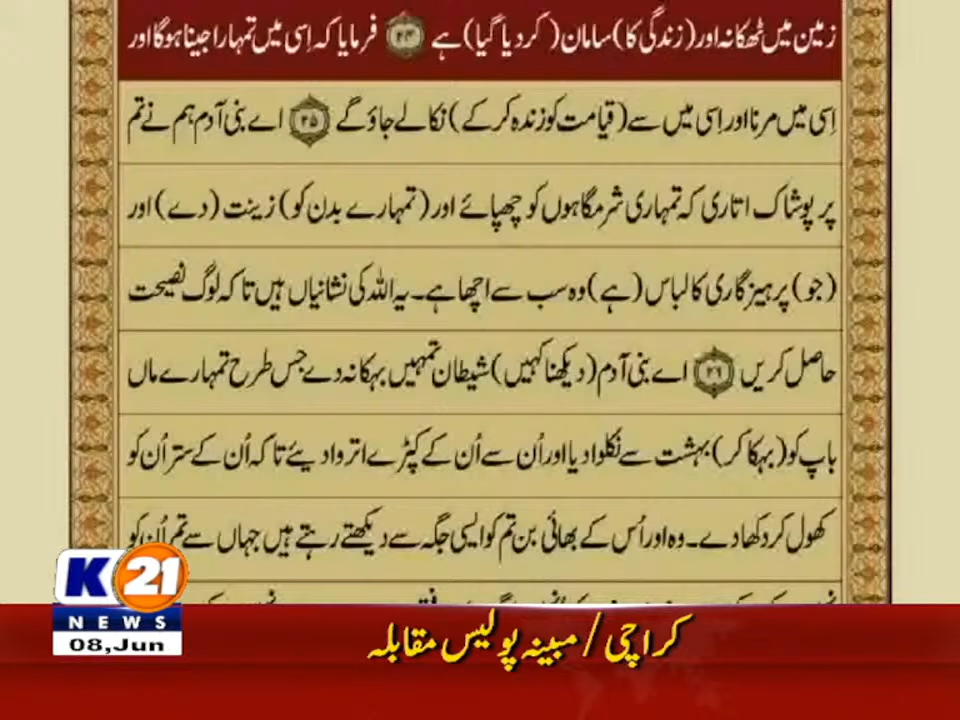 زمین میں ٹھکانہ اور (زندگی کا) سامان (کر دیا گیا) ہے ﴿۲۴﴾ فرمایا کہ اِسی میں تمہارا جینا ہوگا اور
اِسی میں مرنا اور اِسی میں سے (قیامت کو زندہ کر کے) نکالے جاؤ گے ﴿۲۵﴾ اے بنی آدم ہم نے تم
پر پوشاک اتاری کہ تمہاری شرمگاہوں کو چھپائے اور (تمہارے بدن کو) زینت (دے) اور
(جو) پرہیزگاری کا لباس (ہے) وہ سب سے اچھا ہے۔ یہ اللہ کی نشانیاں ہیں تاکہ لوگ نصیحت
حاصل کریں ﴿۲۶﴾ اے بنی آدم (دیکھنا کہیں) شیطان تمہیں بہکا نہ دے جس طرح تمہارے ماں
باپ کو (بہکا کر) بہشت سے نکلوا دیا اور اُن سے اُن کے کپڑے اتروا دیئے تاکہ اُن کے ستر اُن کو
کھول کر دکھا دے۔ وہ اور اُس کے بھائی بن تم کو ایسی جگہ سے دیکھتے رہتے ہیں جہاں سے تم اُن کو
K 21
NEWS
08,Jun
کراچی / مبینہ پولیس مقابلہ